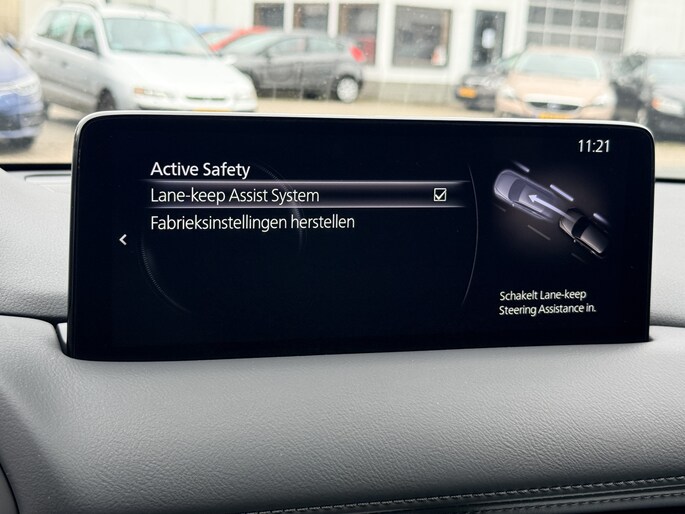 11:21
Active Safety
Lane-keep Assist System
Fabrieksinstellingen herstellen
Schakelt Lane-keep
Steering Assistance in.